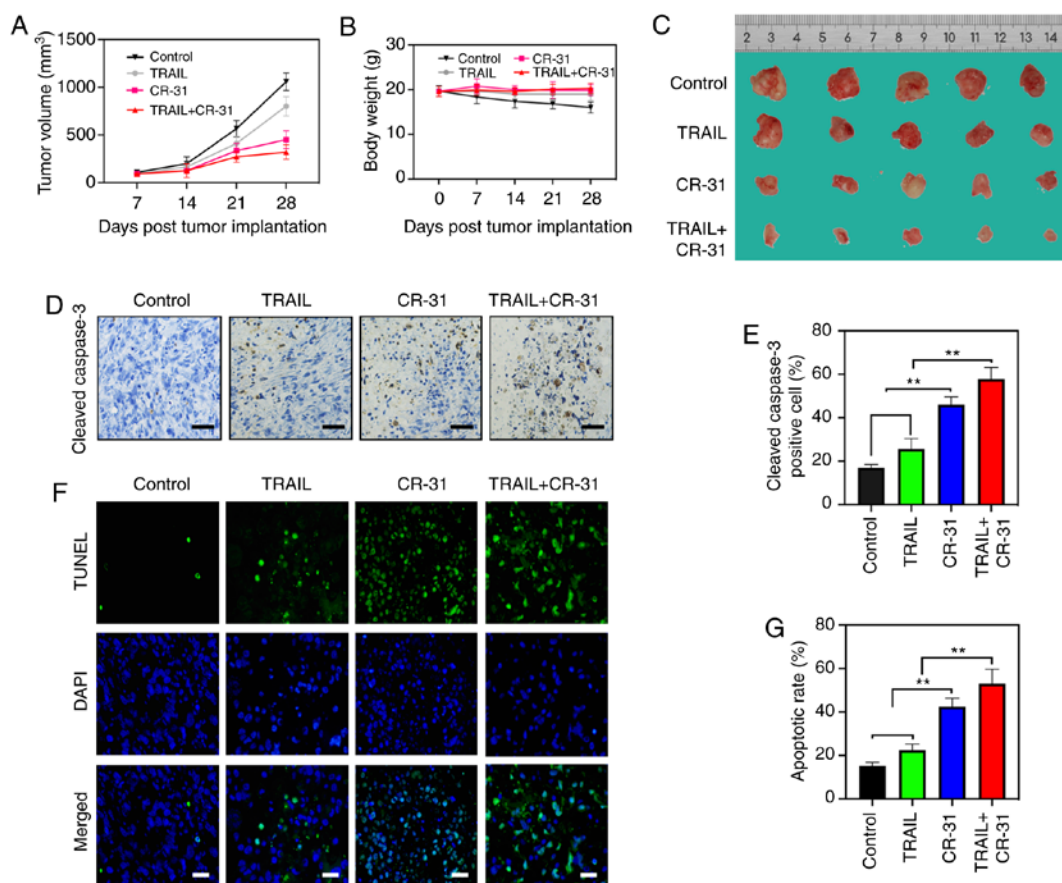 A
Tumor volume (mm3)
1500
1000
500
0
Control
TRAIL
CR-31
TRAIL+CR-31
7 14 21 28
Days post tumor implantation
B
Body weight (g)
30
20
10
0
Control
TRAIL
CR-31
TRAIL+CR-31
0 7 14 21 28
Days post tumor implantation
C
2 3 4 5 6 7 8 9 10 11 12 13 14
Control
TRAIL
CR-31
TRAIL+
CR-31
D
Control TRAIL CR-31 TRAIL+CR-31
Cleaved caspase-3
E
Cleaved caspase-3
positive cell (%)
80
60
40
20
0
**
**
Control
TRAIL
CR-31
TRAIL+
CR-31
F
Control TRAIL CR-31 TRAIL+CR-31
TUNEL
DAPI
Merged
G
Apoptotic rate (%)
80
60
40
20
0
**
**
Control
TRAIL
CR-31
TRAIL+
CR-31